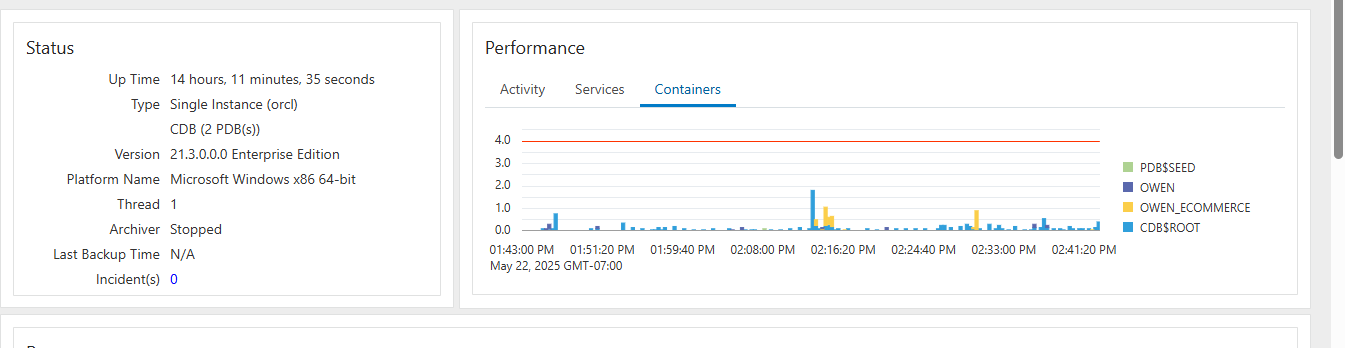 Status
Up Time 14 hours, 11 minutes, 35 seconds
Type Single Instance (orcl)
CDB (2 PDB(s))
Version 21.3.0.0.0 Enterprise Edition
Platform Name Microsoft Windows x86 64-bit
Thread 1
Archiver Stopped
Last Backup Time N/A
Incident(s) 0
Performance
Activity Services Containers
4.0
3.0
2.0
1.0
0.0
01:43:00 PM 01:51:20 PM 01:59:40 PM 02:08:00 PM 02:16:20 PM 02:24:40 PM 02:33:00 PM 02:41:20 PM
May 22, 2025 GMT-07:00
PDB$SEED
OWEN
OWEN_ECOMMERCE
CDB$ROOT